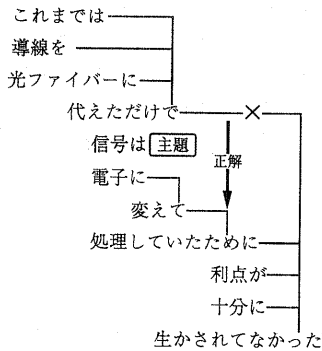 これまでは
導線を
光ファイバーに
代えただけで ×
信号は 主題
正解
電子に
変えて
処理していたために
利点が
十分に
生かされてなかった